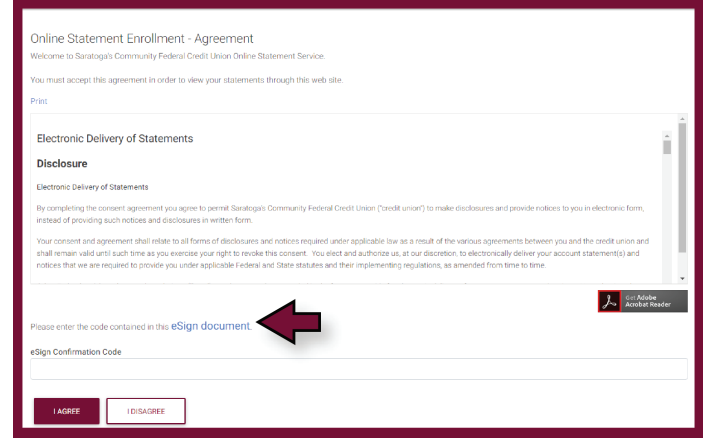 Online Statement Enrollment - Agreement
Welcome to Saratoga's Community Federal Credit Union Online Statement Service.
You must accept this agreement in order to view your statements through this web site.
Print
Electronic Delivery of Statements
Disclosure
Electronic Delivery of Statements
By completing the consent agreement you agree to permit Saratoga's Community Federal Credit Union ("credit union") to make disclosures and provide notices to you in electronic form,
instead of providing such notices and disclosures in written form.
Your consent and agreement shall relate to all forms of disclosures and notices required under applicable law as a result of the various agreements between you and the credit union and
shall remain valid until such time as you exercise your right to revoke this consent. You elect and authorize us, at our discretion, to electronically deliver your account statement(s) and
notices that we are required to provide you under applicable Federal and State statutes and their implementing regulations, as amended from time to time
Get Adobe
Acrobat Reader
Please enter the code contained in this eSign document.
eSign Confirmation Code
I AGREE
I DISAGREE